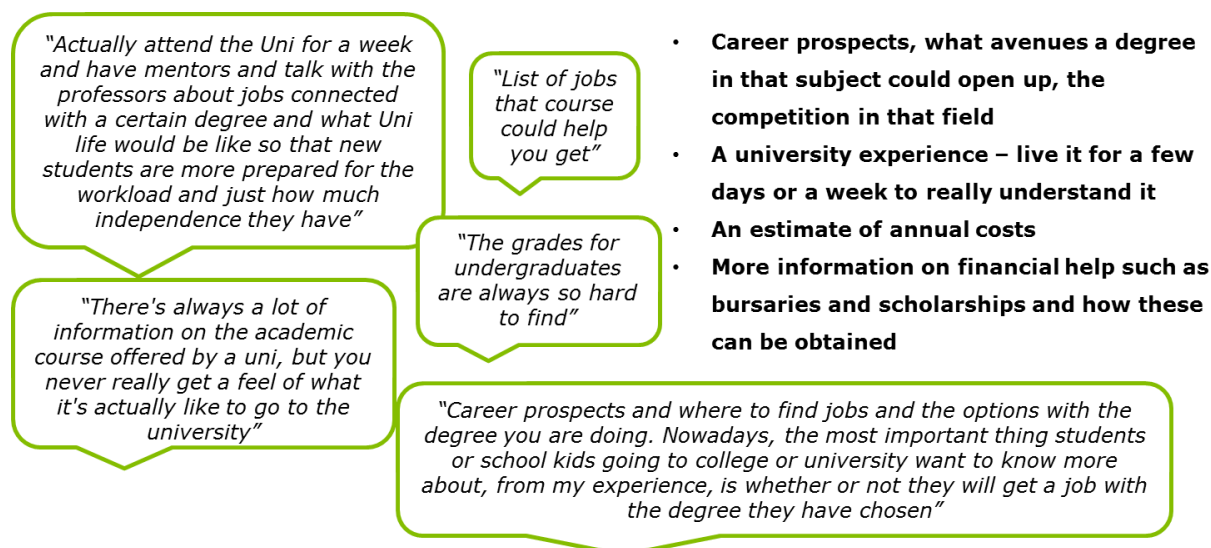 “Actually attend the Uni for a week
and have mentors and talk with the
professors about jobs connected
with a certain degree and what Uni
life would be like so that new
students are more prepared for the
workload and just how much
independence they have”
“List of jobs
that course
could help
you get”
“The grades for
undergraduates
are always so hard
to find”
“There's always a lot of
information on the academic
course offered by a uni, but you
never really get a feel of what
it's actually like to go to the
university”
“Career prospects and where to find jobs and the options with the
degree you are doing. Nowadays, the most important thing students
or school kids going to college or university want to know more
about, from my experience, is whether or not they will get a job with
the degree they have chosen”
• Career prospects, what avenues a degree
in that subject could open up, the
competition in that field
• A university experience – live it for a few
days or a week to really understand it
• An estimate of annual costs
• More information on financial help such as
bursaries and scholarships and how these
can be obtained